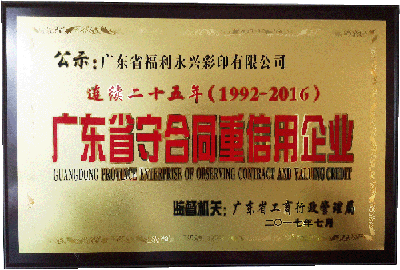 公示：广东省福利永兴彩印有限公司
连续二十五年(1992-2016)
广东省守合同重信用企业
GUANGDONG PROVINCE ENTERPRISE OF OBSERVING CONTRACT AND VALUING CREDIT
监督机关：广东省工商行政管理局
二〇一七年七月